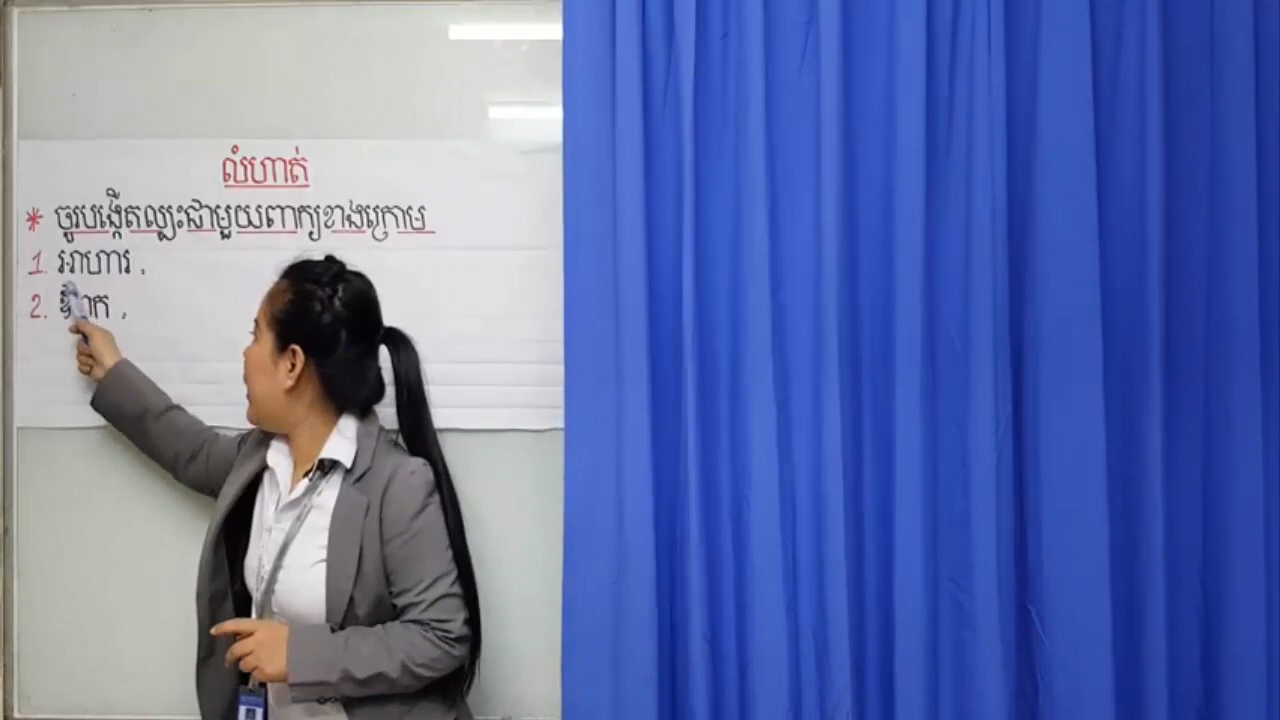 លំហាត់
* ចូរបង្កើតល្បះជាមួយពាក្យខាងក្រោម
1. អាហារ .
2.